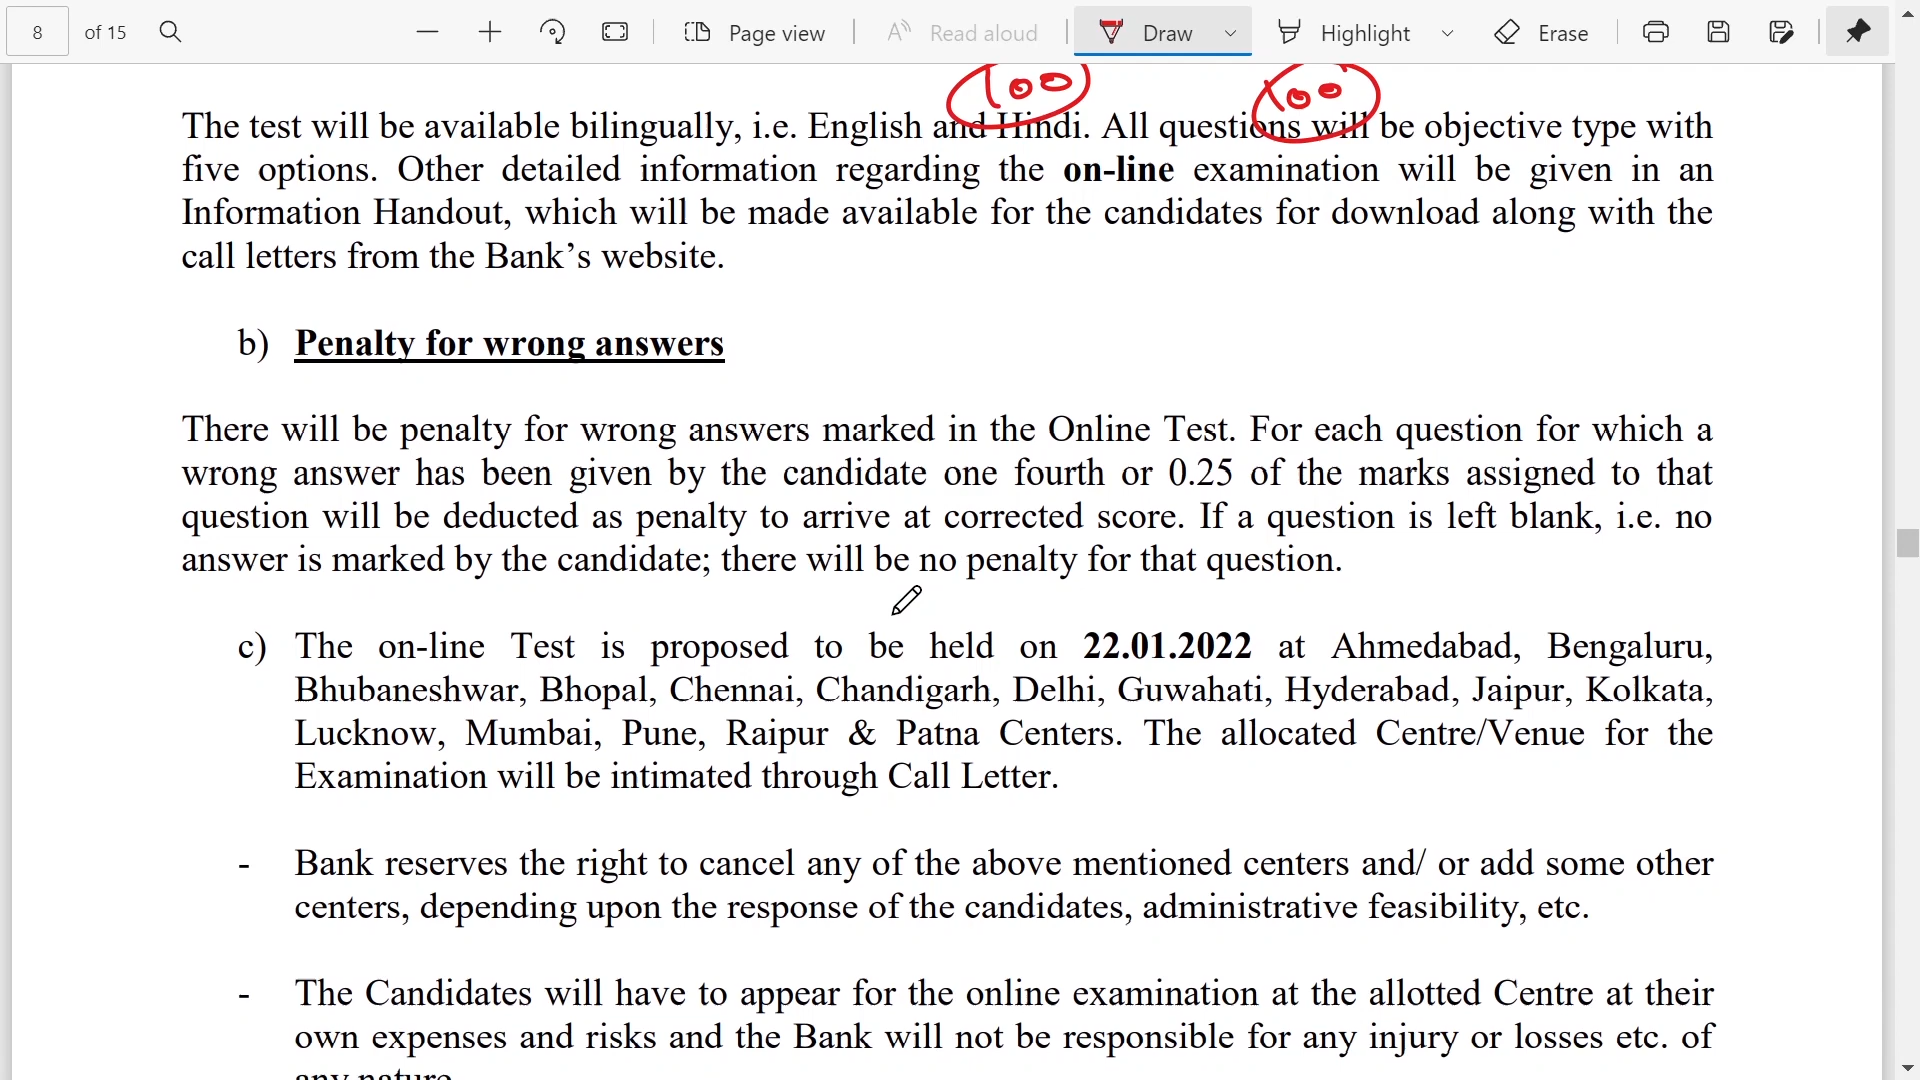 8 of 15 Page view Read aloud Draw Highlight Erase
100 100
The test will be available bilingually, i.e. English and Hindi. All questions will be objective type with
five options. Other detailed information regarding the on-line examination will be given in an
Information Handout, which will be made available for the candidates for download along with the
call letters from the Bank’s website.
b) Penalty for wrong answers
There will be penalty for wrong answers marked in the Online Test. For each question for which a
wrong answer has been given by the candidate one fourth or 0.25 of the marks assigned to that
question will be deducted as penalty to arrive at corrected score. If a question is left blank, i.e. no
answer is marked by the candidate; there will be no penalty for that question.
c) The on-line Test is proposed to be held on 22.01.2022 at Ahmedabad, Bengaluru,
Bhubaneshwar, Bhopal, Chennai, Chandigarh, Delhi, Guwahati, Hyderabad, Jaipur, Kolkata,
Lucknow, Mumbai, Pune, Raipur & Patna Centers. The allocated Centre/Venue for the
Examination will be intimated through Call Letter.
- Bank reserves the right to cancel any of the above mentioned centers and/ or add some other
centers, depending upon the response of the candidates, administrative feasibility, etc.
- The Candidates will have to appear for the online examination at the allotted Centre at their
own expenses and risks and the Bank will not be responsible for any injury or losses etc. of
any nature.